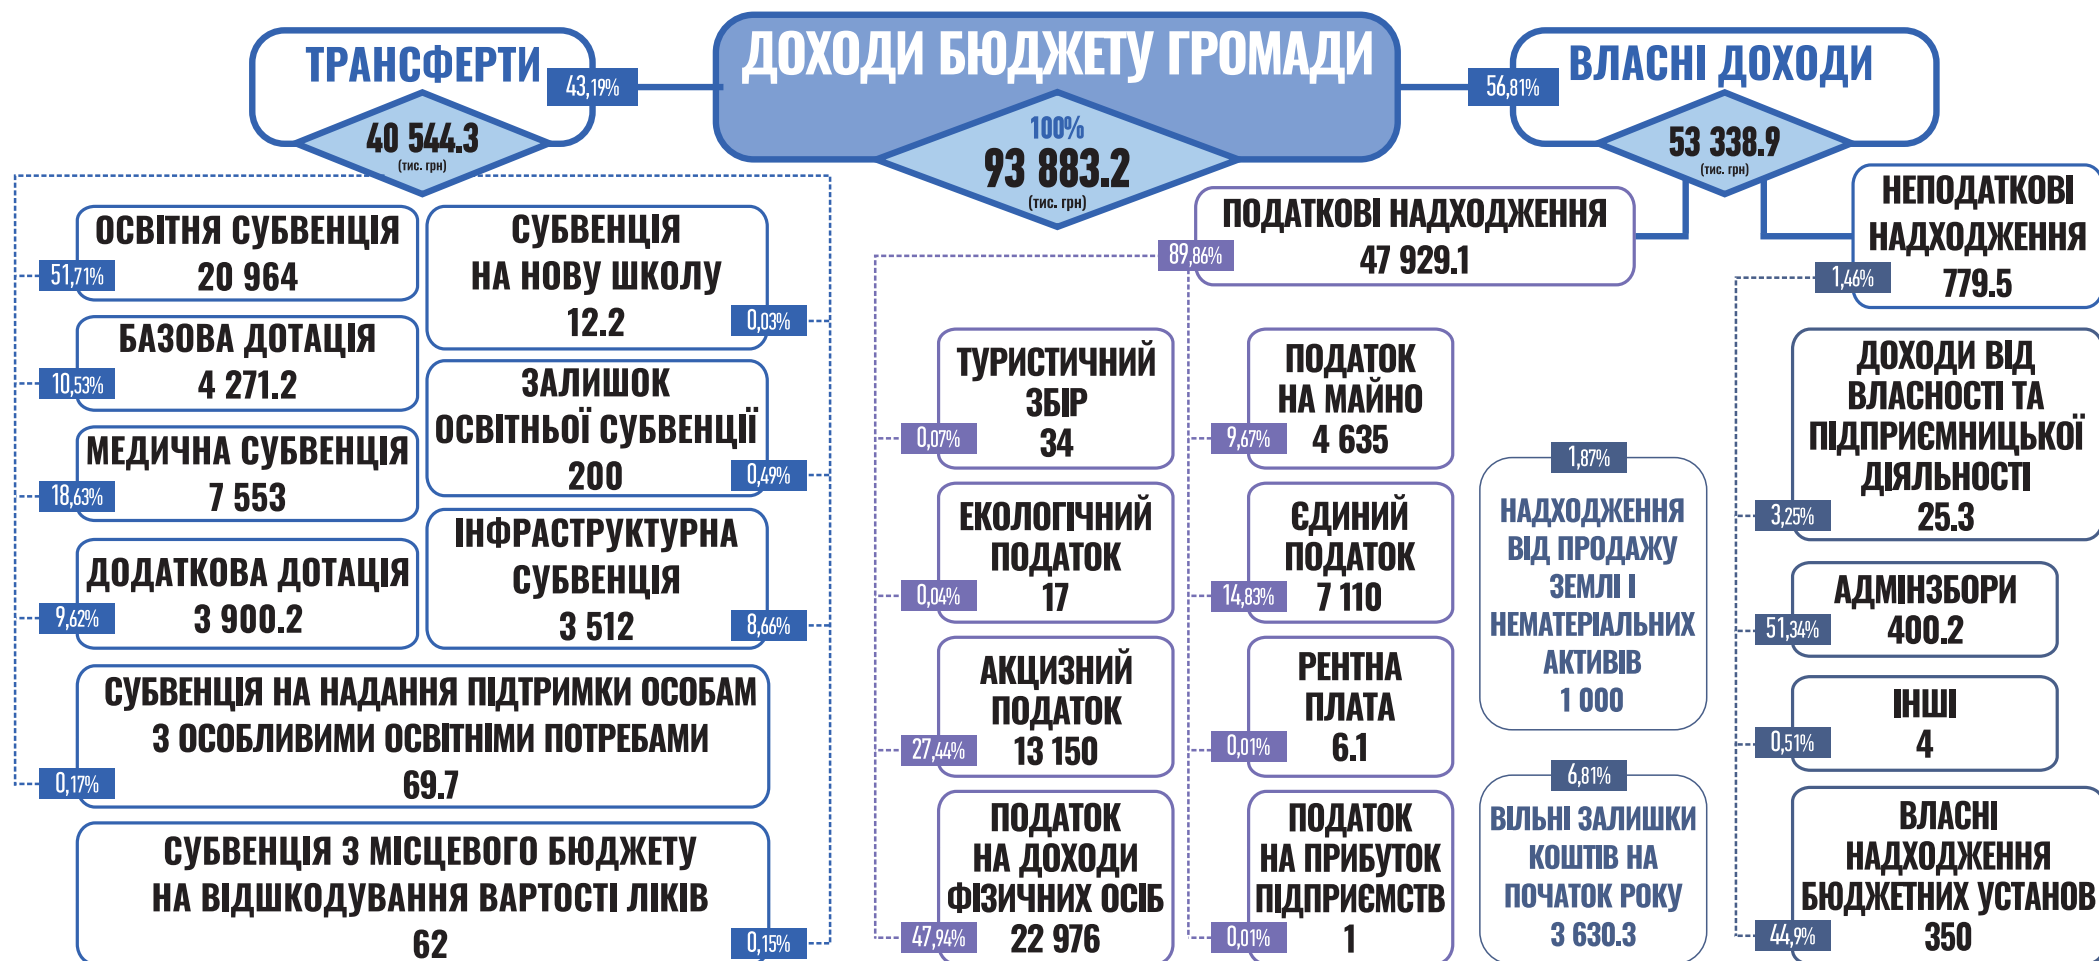 ДОХОДИ БЮДЖЕТУ ГРОМАДИ
100%
93 883.2
(тис. грн)
ТРАНСФЕРТИ
43,19%
40 544.3
(тис. грн)
ОСВІТНЯ СУБВЕНЦІЯ
20 964
51,71%
БАЗОВА ДОТАЦІЯ
4 271.2
10,53%
МЕДИЧНА СУБВЕНЦІЯ
7 553
18,63%
ДОДАТКОВА ДОТАЦІЯ
3 900.2
9,62%
СУБВЕНЦІЯ
НА НОВУ ШКОЛУ
12.2
0,03%
ЗАЛИШОК
ОСВІТНЬОЇ СУБВЕНЦІЇ
200
0,49%
ІНФРАСТРУКТУРНА
СУБВЕНЦІЯ
3 512
8,66%
СУБВЕНЦІЯ НА НАДАННЯ ПІДТРИМКИ ОСОБАМ
З ОСОБЛИВИМИ ОСВІТНІМИ ПОТРЕБАМИ
69.7
0,17%
СУБВЕНЦІЯ З МІСЦЕВОГО БЮДЖЕТУ
НА ВІДШКОДУВАННЯ ВАРТОСТІ ЛІКІВ
62
0,15%
ВЛАСНІ ДОХОДИ
56,81%
53 338.9
(тис. грн)
ПОДАТКОВІ НАДХОДЖЕННЯ
47 929.1
89,86%
ТУРИСТИЧНИЙ
ЗБІР
34
0,07%
ЕКОЛОГІЧНИЙ
ПОДАТОК
17
0,04%
АКЦИЗНИЙ
ПОДАТОК
13 150
27,44%
ПОДАТОК
НА ДОХОДИ
ФІЗИЧНИХ ОСІБ
22 976
47,94%
ПОДАТОК
НА МАЙНО
4 635
9,67%
ЄДИНИЙ
ПОДАТОК
7 110
14,83%
РЕНТНА
ПЛАТА
6.1
0,01%
ПОДАТОК
НА ПРИБУТОК
ПІДПРИЄМСТВ
1
0,01%
1,87%
НАДХОДЖЕННЯ
ВІД ПРОДАЖУ
ЗЕМЛІ І
НЕМАТЕРІАЛЬНИХ
АКТИВІВ
1 000
6,81%
ВІЛЬНІ ЗАЛИШКИ
КОШТІВ НА
ПОЧАТОК РОКУ
3 630.3
НЕПОДАТКОВІ
НАДХОДЖЕННЯ
779.5
1,46%
ДОХОДИ ВІД
ВЛАСНОСТІ ТА
ПІДПРИЄМНИЦЬКОЇ
ДІЯЛЬНОСТІ
25.3
3,25%
АДМІНЗБОРИ
400.2
51,34%
ІНШІ
4
0,51%
ВЛАСНІ
НАДХОДЖЕННЯ
БЮДЖЕТНИХ УСТАНОВ
350
44,9%